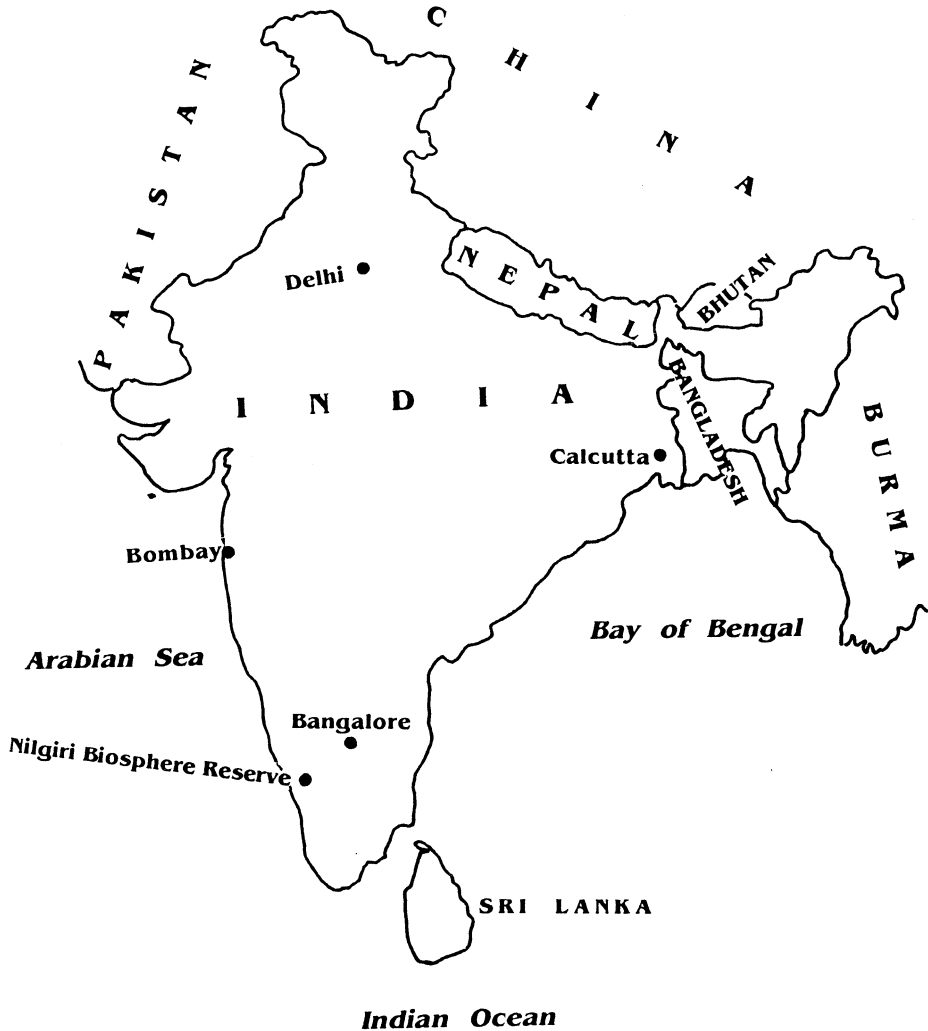 CHINA
PAKISTAN
Delhi
NEPAL
BHUTAN
INDIA
BANGLADESH
BURMA
Calcutta
Bombay
Bay of Bengal
Arabian Sea
Bangalore
Nilgiri Biosphere Reserve
SRI LANKA
Indian Ocean